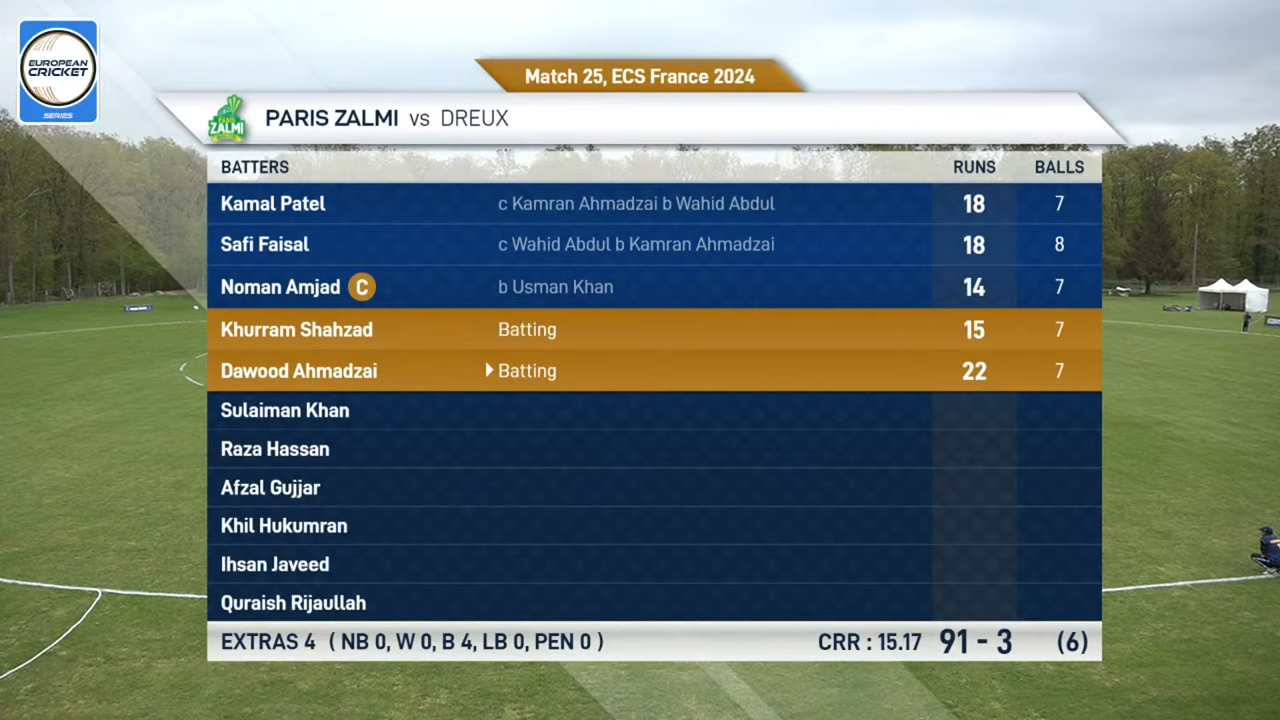 EUROPEAN
CRICKET
SERIES
Match 25, ECS France 2024
PARIS
ZALMI
PARIS ZALMI vs DREUX
BATTERS RUNS BALLS
Kamal Patel c Kamran Ahmadzai b Wahid Abdul 18 7
Safi Faisal c Wahid Abdul b Kamran Ahmadzai 18 8
Noman Amjad C b Usman Khan 14 7
Khurram Shahzad Batting 15 7
Dawood Ahmadzai Batting 22 7
Sulaiman Khan
Raza Hassan
Afzal Gujjar
Khil Hukumran
Ihsan Javeed
Quraish Rijaullah
EXTRAS 4 ( NB 0, W 0, B 4, LB 0, PEN 0 ) CRR : 15.17 91 - 3 (6)